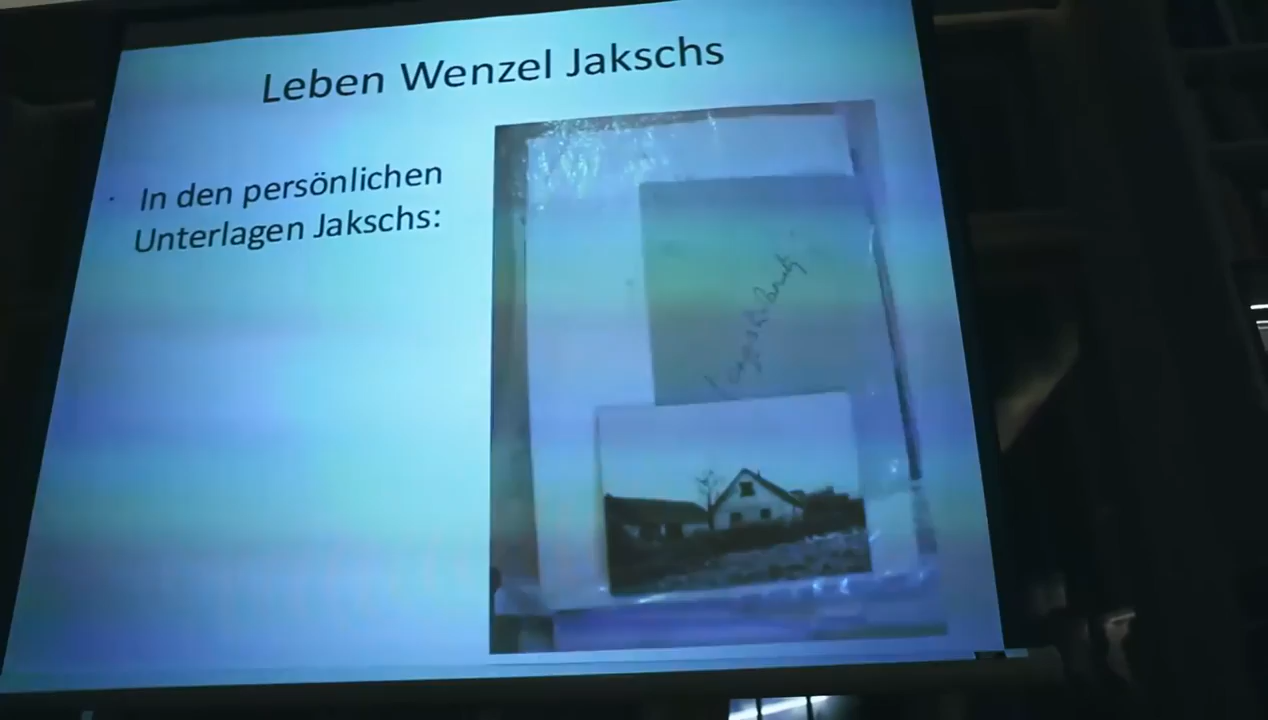 Leben Wenzel Jakschs
· In den persönlichen
Unterlagen Jakschs: